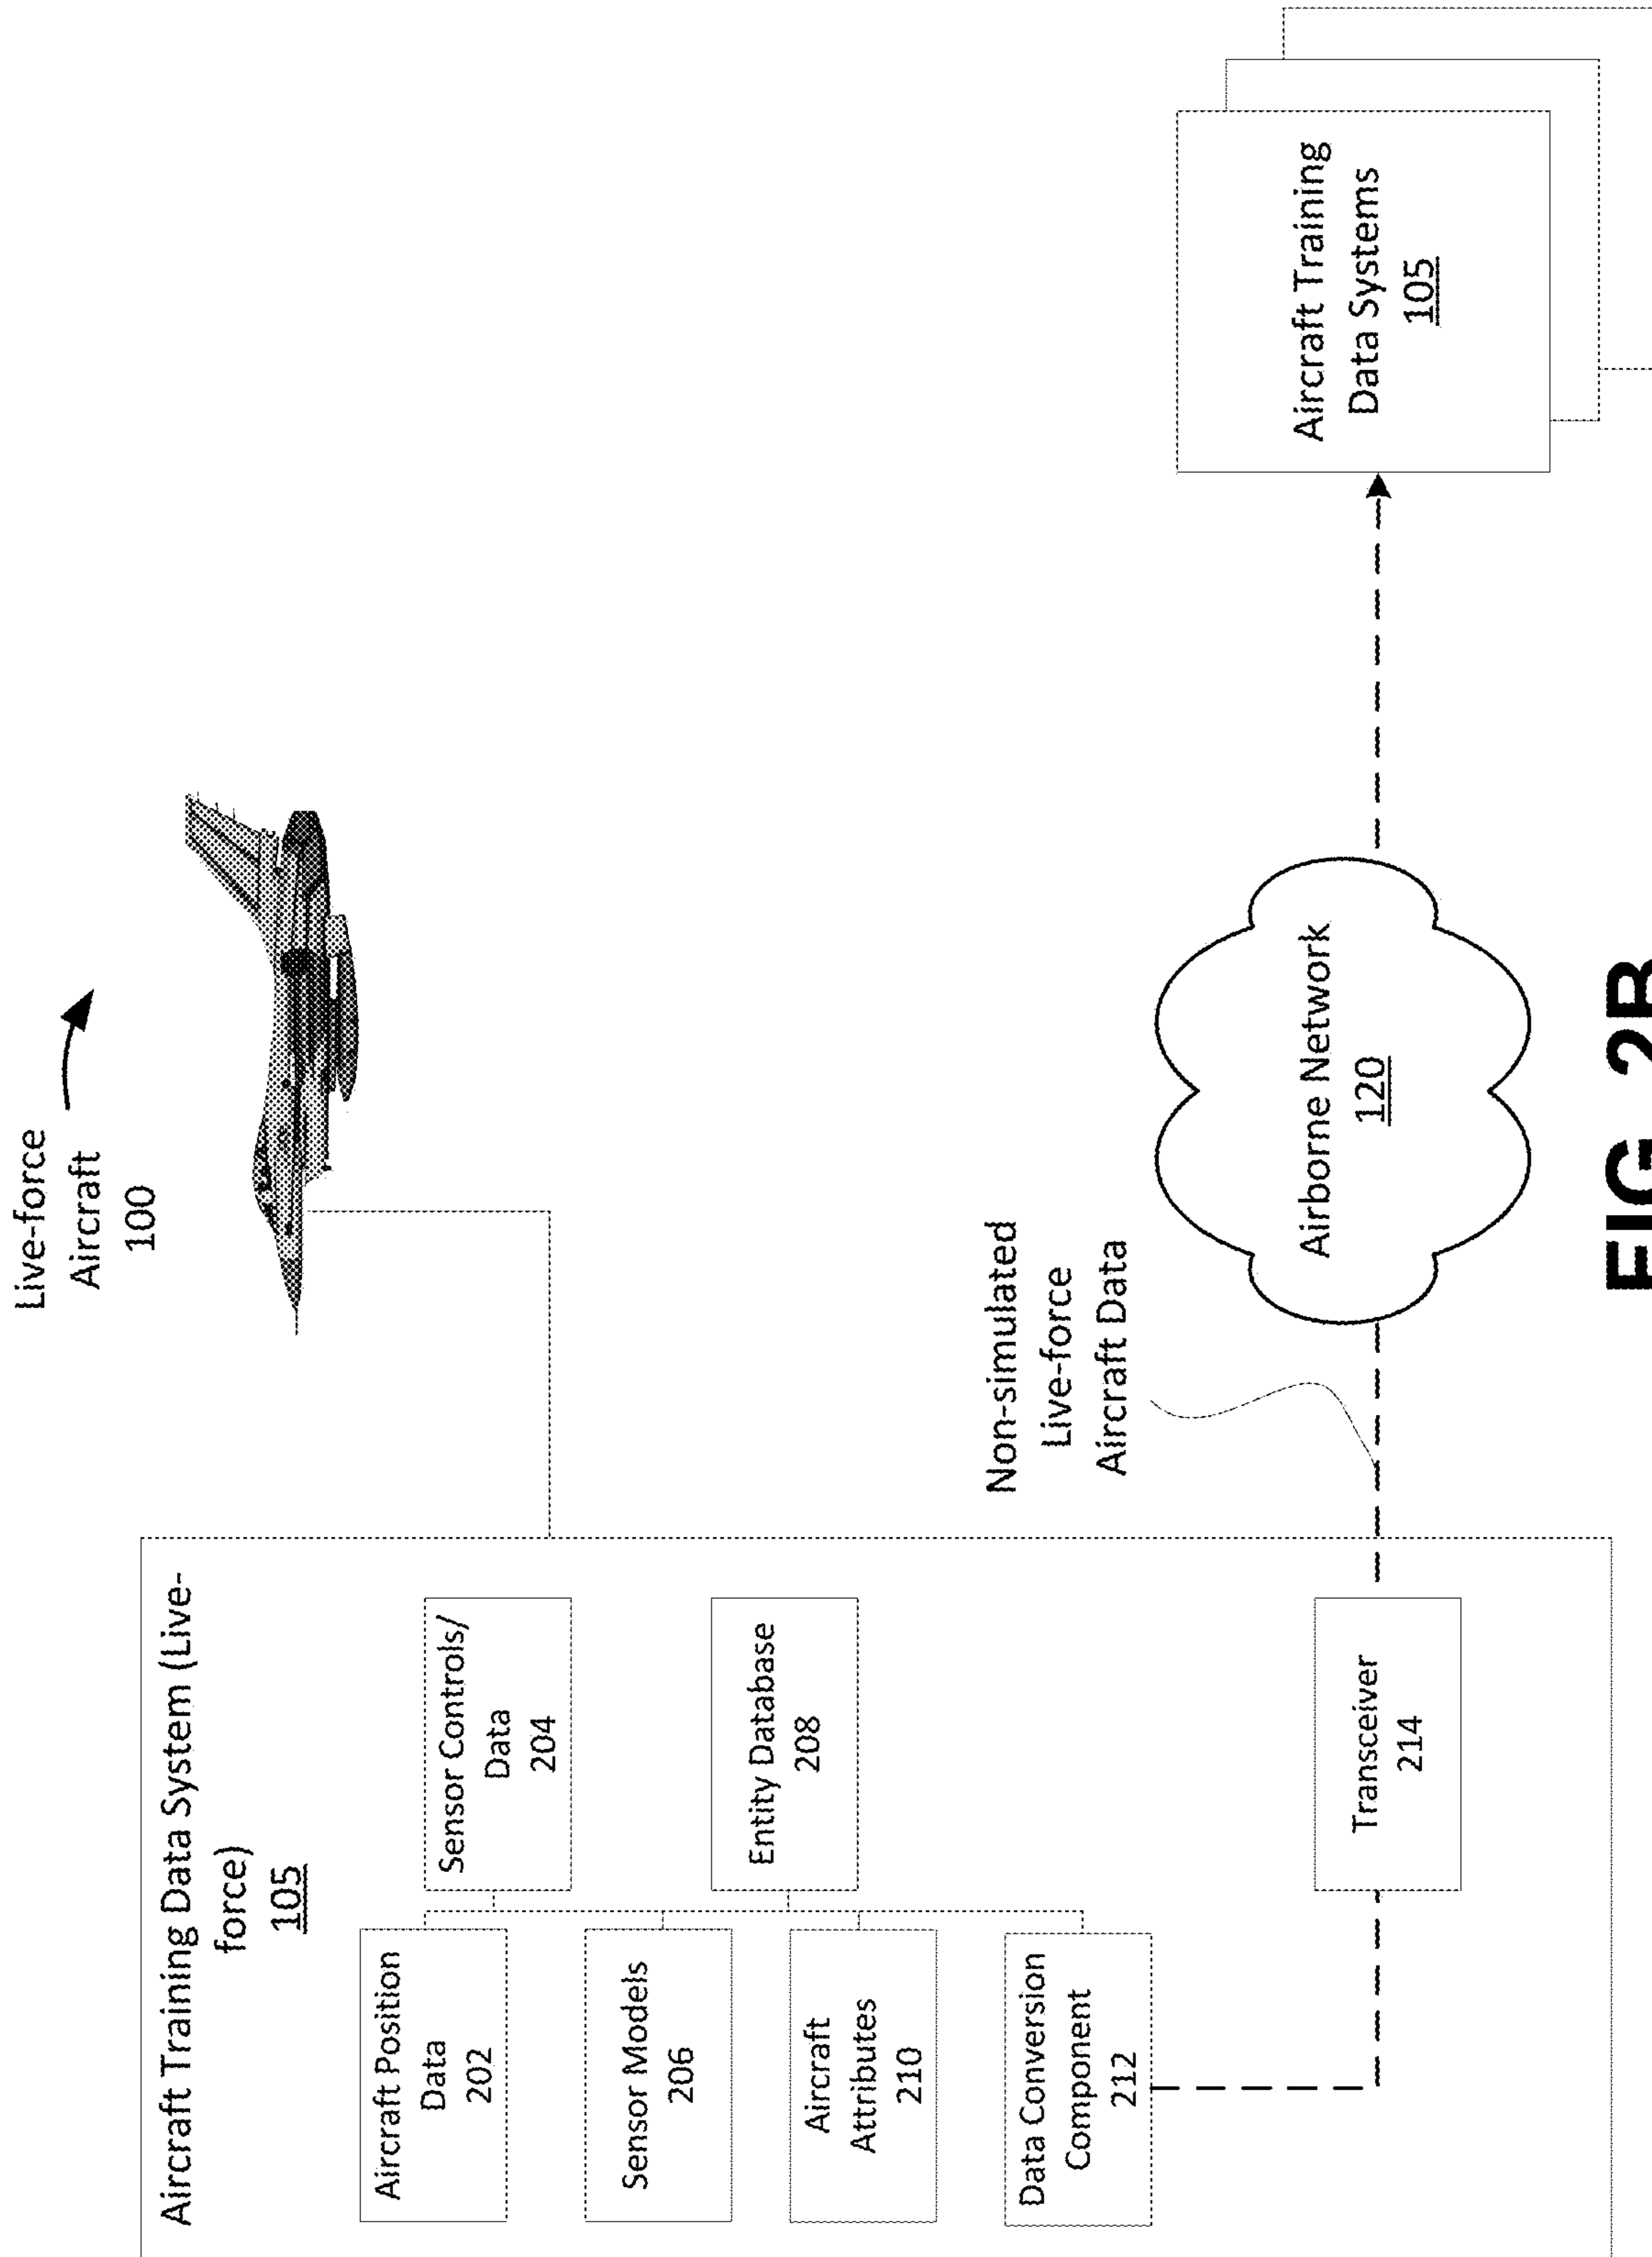 Live-force
Aircraft
100
Aircraft Training Data System (Live-
force)
105
Aircraft Position
Data
202
Sensor Controls/
Data
204
Sensor Models
206
Entity Database
208
Aircraft
Attributes
210
Data Conversion
Component
212
Transceiver
214
Non-simulated
Live-force
Aircraft Data
Airborne Network
120
Aircraft Training
Data Systems
105
FIG. 2B